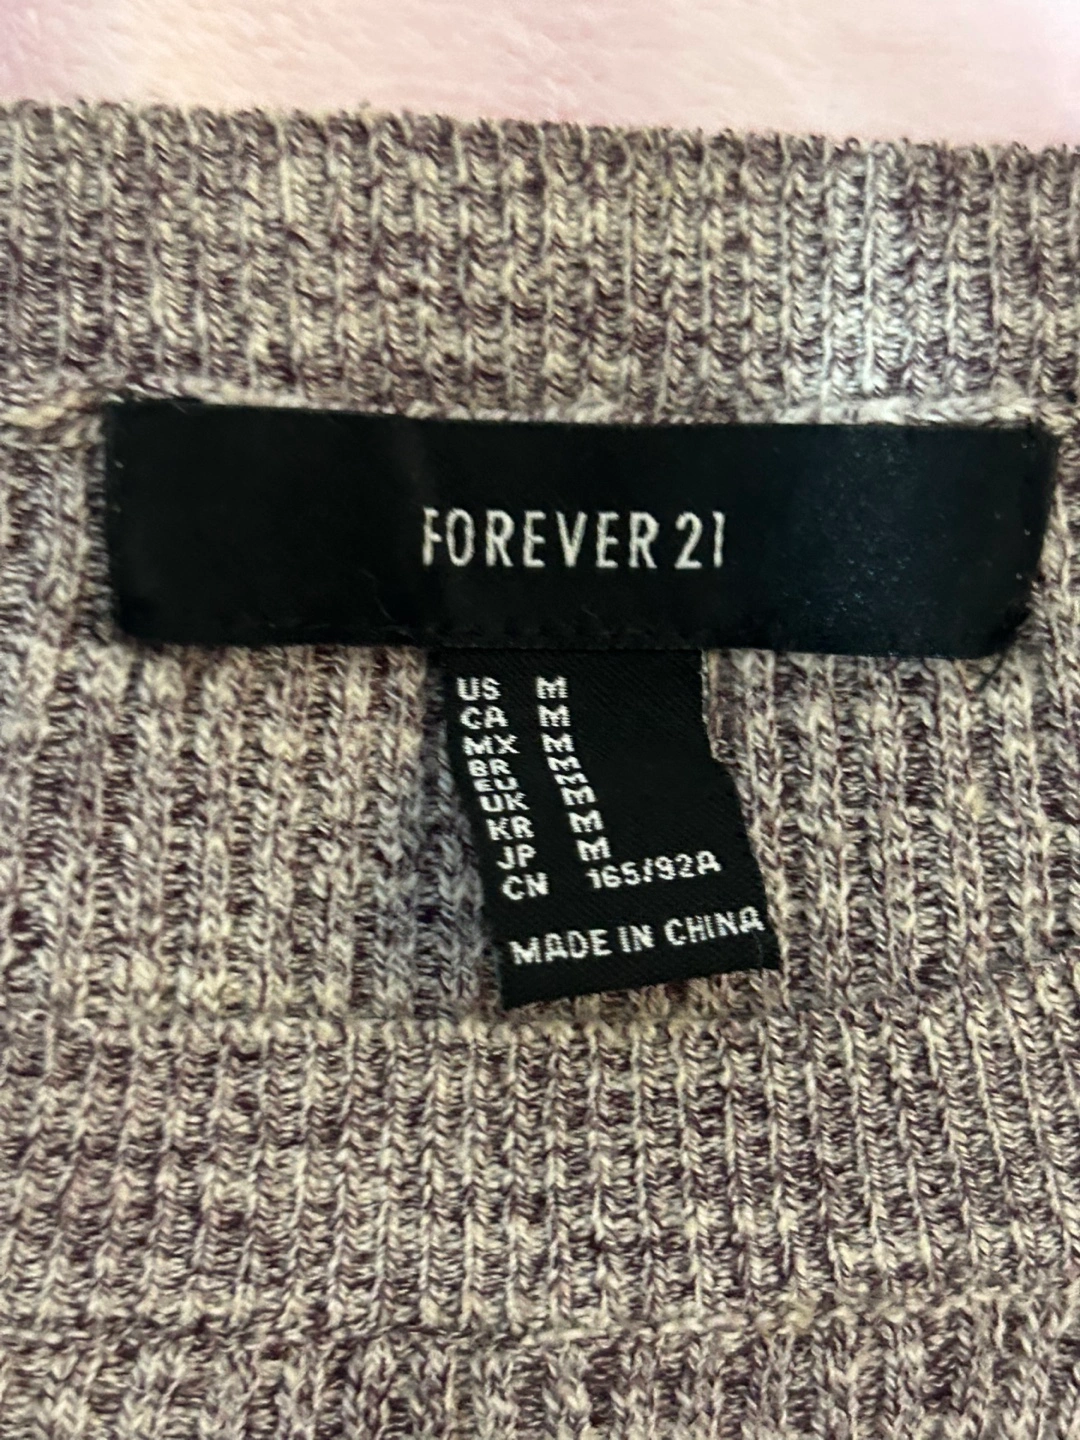 FOREVER 21
US M
CA M
MX M
BR M
EU M
UK M
KR M
JP M
CN 165/92A
MADE IN CHINA